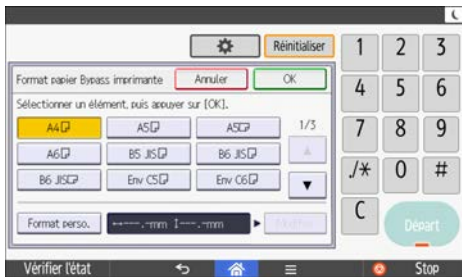 Réinitialiser
1 2 3
Format papier Bypass imprimante Annuler OK
4 5 6
Sélectionner un élément, puis appuyer sur [OK].
A4 A5 A5 1/3
7 8 9
A6 B5 JIS B6 JIS
./* 0 #
B6 JIS Env C5 Env C6
C
Format perso. ---.-mm ---.-mm
Départ
Vérifier l'état Stop